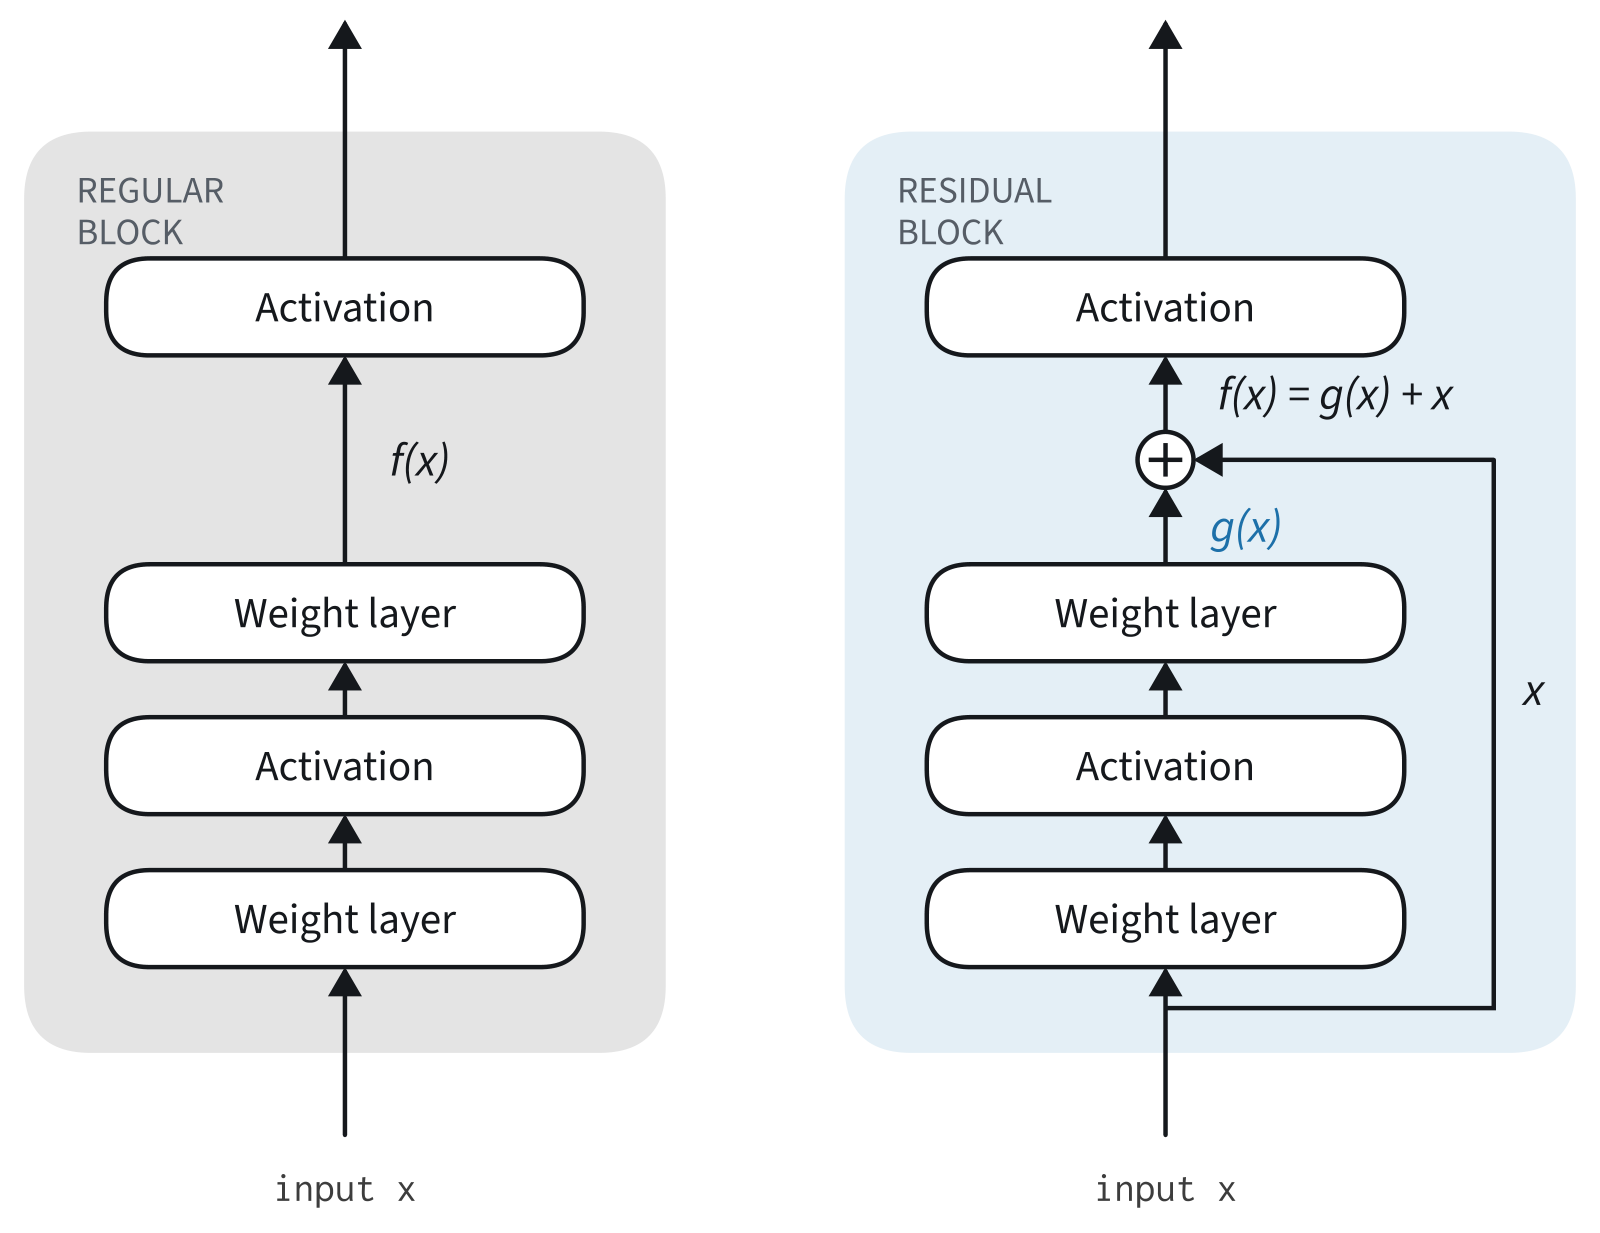 REGULAR
BLOCK
Activation
f(x)
Weight layer
Activation
Weight layer
input x
RESIDUAL
BLOCK
Activation
f(x) = g(x) + x
g(x)
Weight layer
x
Activation
Weight layer
input x